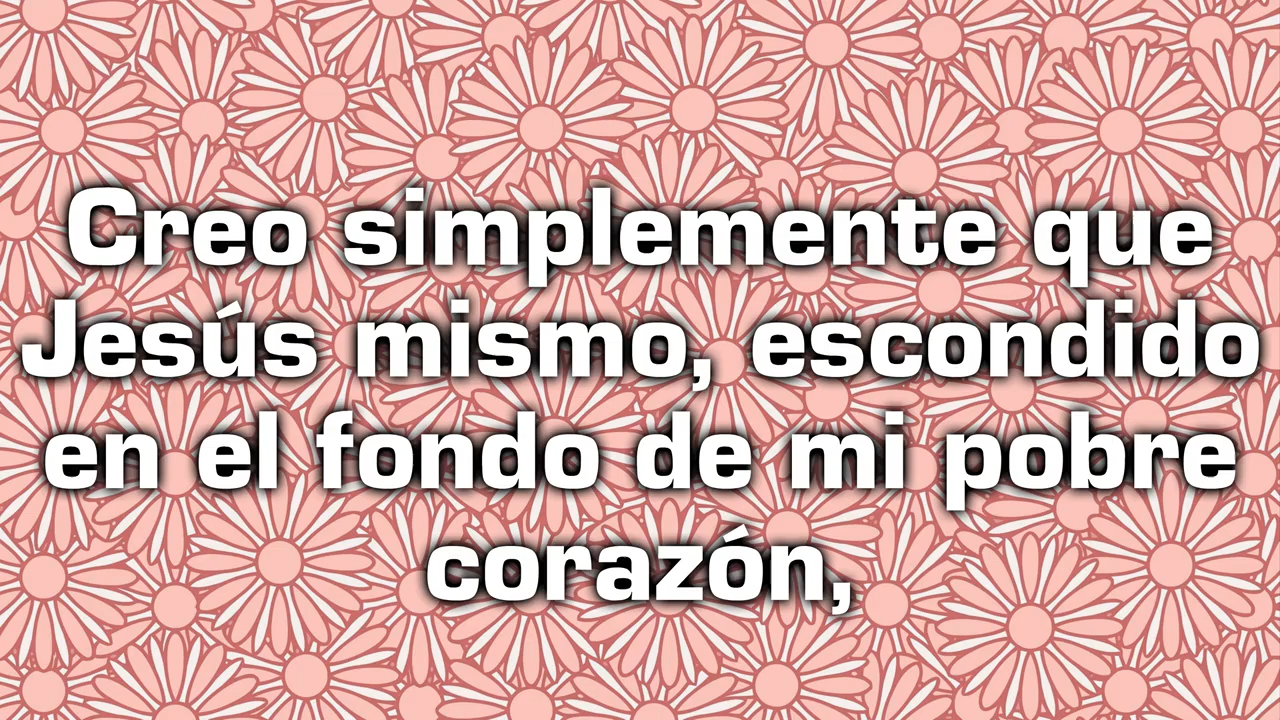 Creo simplemente que
Jesús mismo, escondido
en el fondo de mi pobre
corazón,